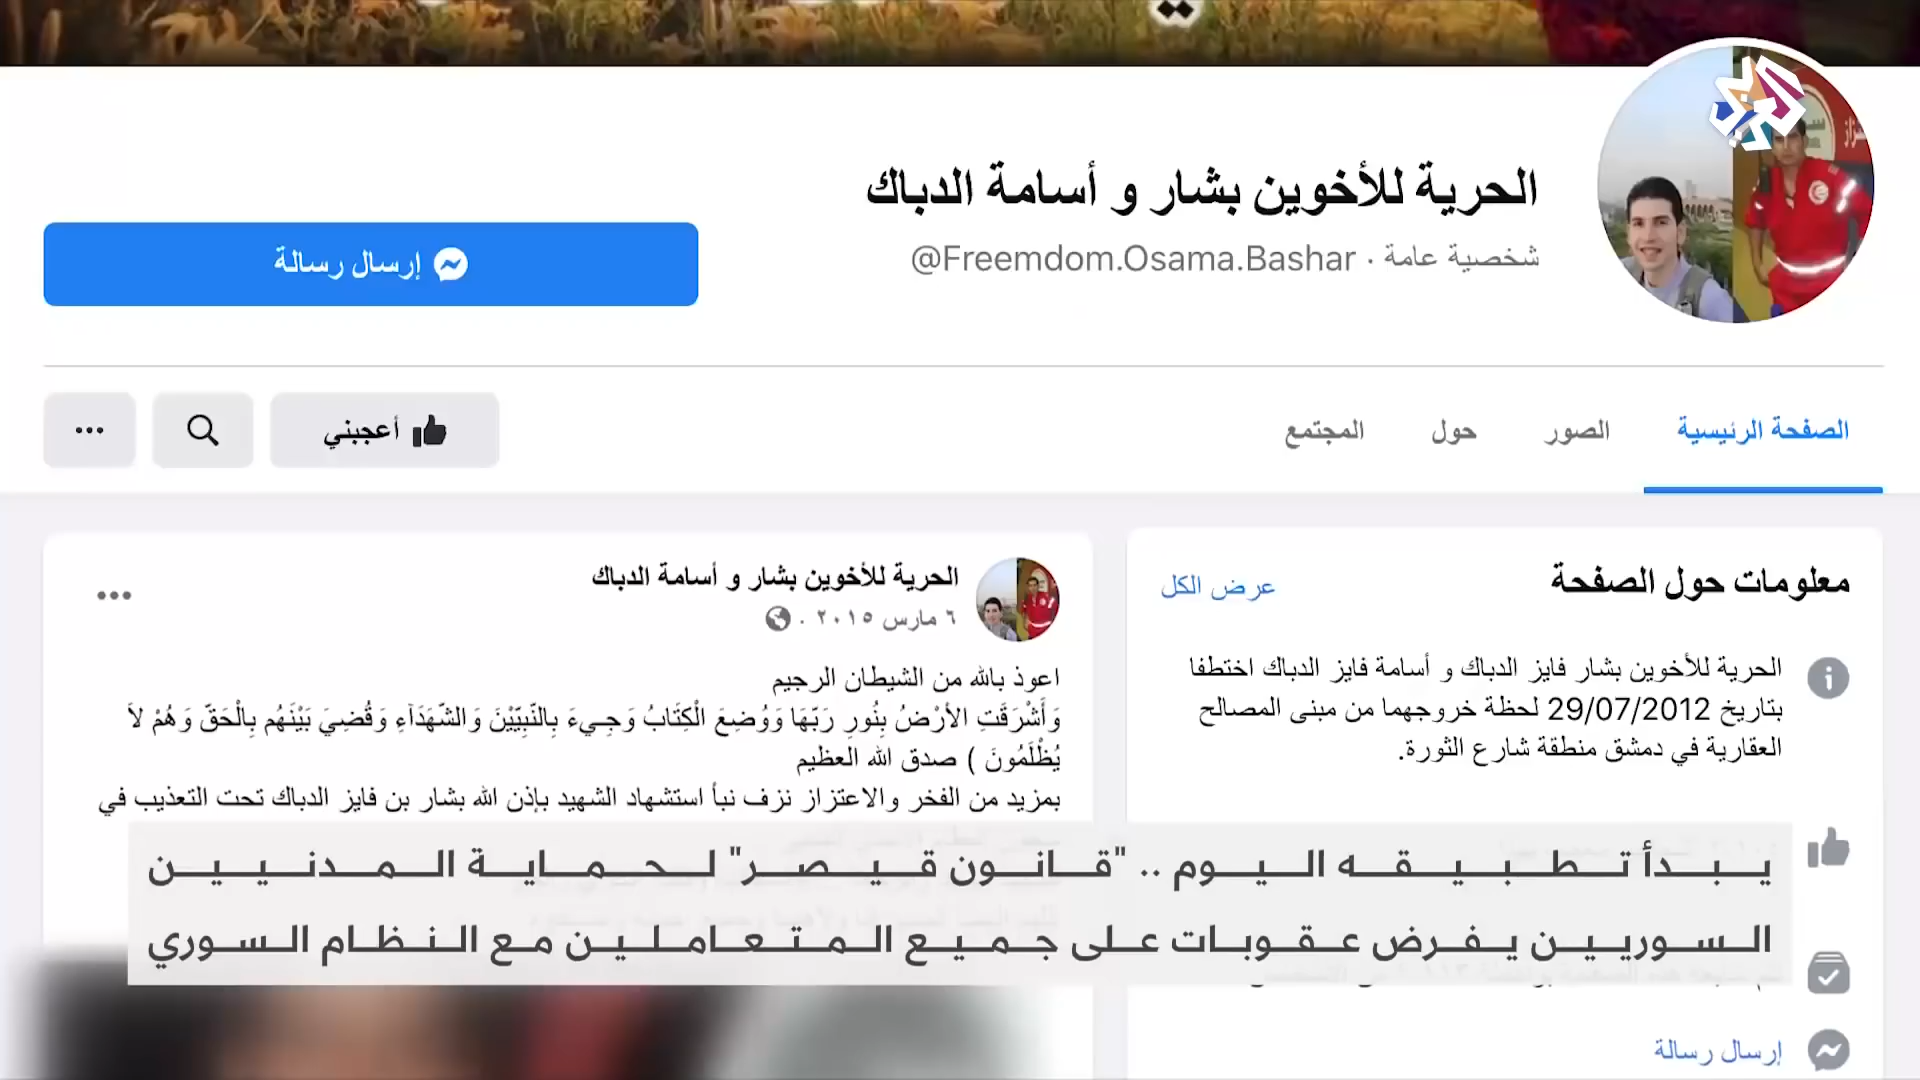 الحرية للأخوين بشار و أسامة الدباك
شخصية عامة · @Freemdom.Osama.Bashar
إرسال رسالة
الصفحة الرئيسية
الصور
حول
المجتمع
أعجبني
معلومات حول الصفحة
عرض الكل
الحرية للأخوين بشار فايز الدباك و أسامة فايز الدباك اختطفا
بتاريخ 29/07/2012 لحظة خروجهما من مبنى المصالح
العقارية في دمشق منطقة شارع الثورة.
الحرية للأخوين بشار و أسامة الدباك
٦ مارس ٢٠١٥ ·
اعوذ بالله من الشيطان الرجيم
وَأَشْرَقَتِ الأَرْضُ بِنُورِ رَبِّهَا وَوُضِعَ الْكِتَابُ وَجِيءَ بِالنَّبِيِّيْنَ وَالشُّهَدَآءِ وَقُضِيَ بَيْنَهُم بِالْحَقِّ وَهُمْ لاَ
يُظْلَمُونَ ) صدق الله العظيم
بمزيد من الفخر والاعتزاز نزف نبأ استشهاد الشهيد بإذن الله بشار بن فايز الدباك تحت التعذيب في
يبدأ تطبيقه اليوم .. "قانون قيصر" لحماية المدنيين
السوريين يفرض عقوبات على جميع المتعاملين مع النظام السوري
إرسال رسالة